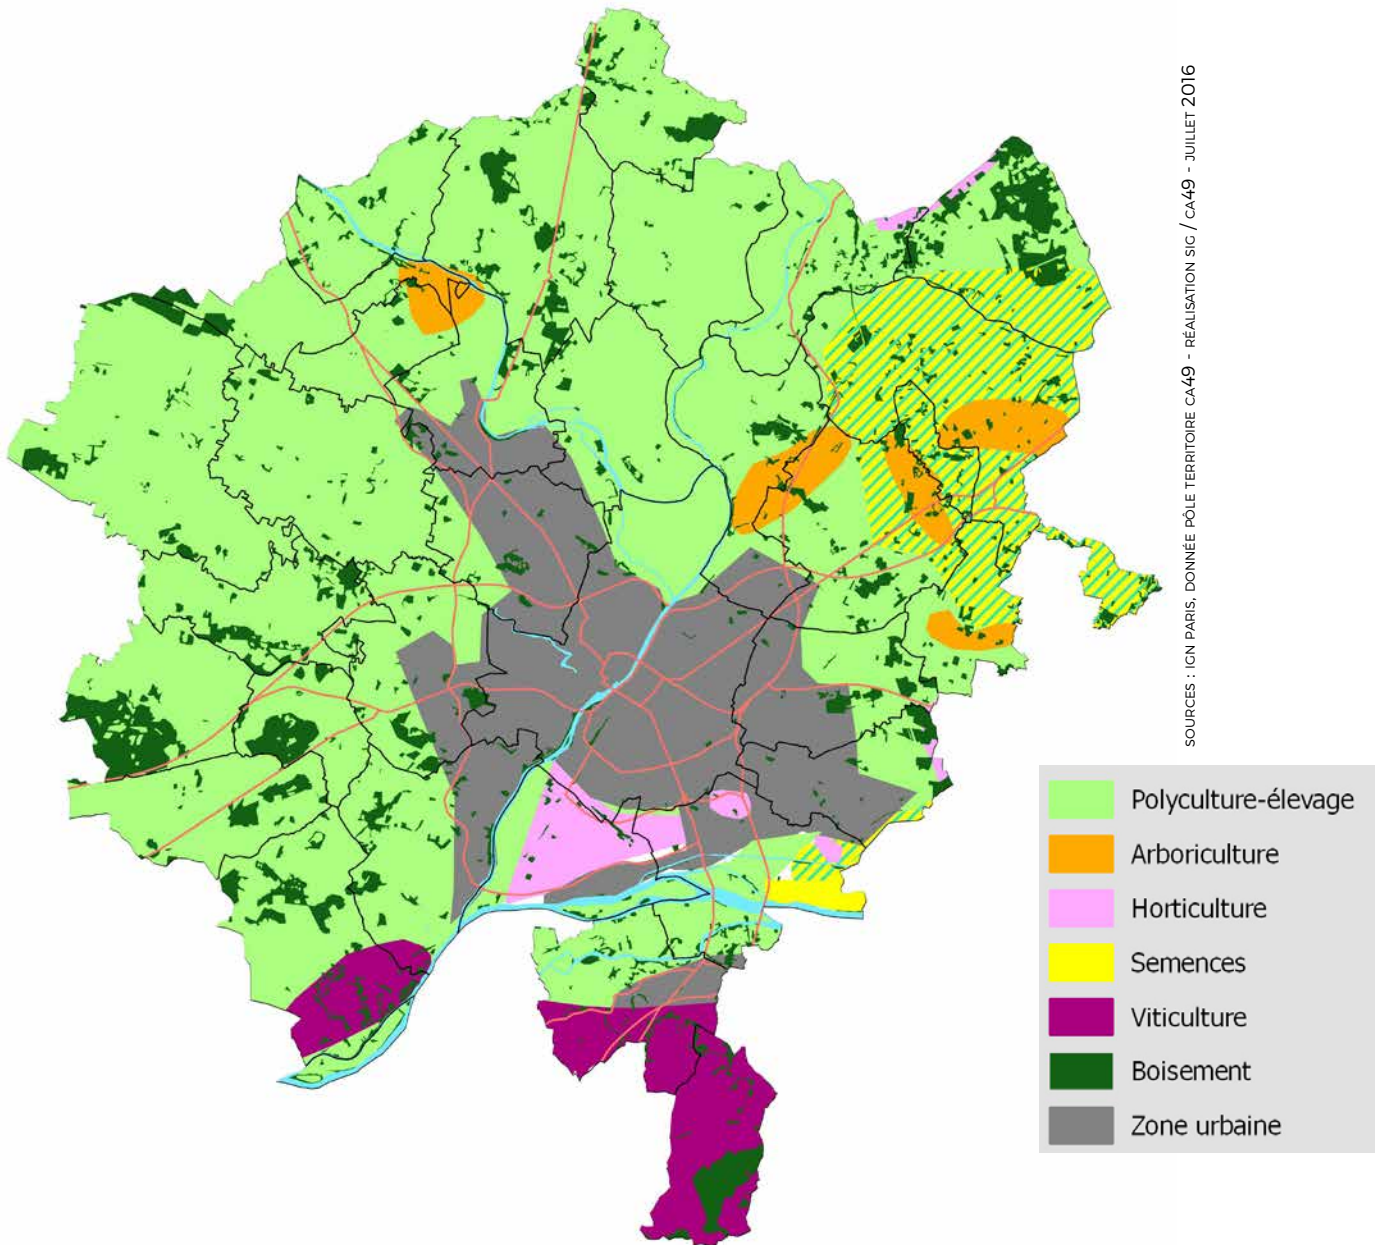 SOURCES : IGN PARIS, DONNÉE PÔLE TERRITOIRE CA49 - RÉALISATION SIG / CA49 - JUILLET 2016
Polyculture-élevage
Arboriculture
Horticulture
Semences
Viticulture
Boisement
Zone urbaine